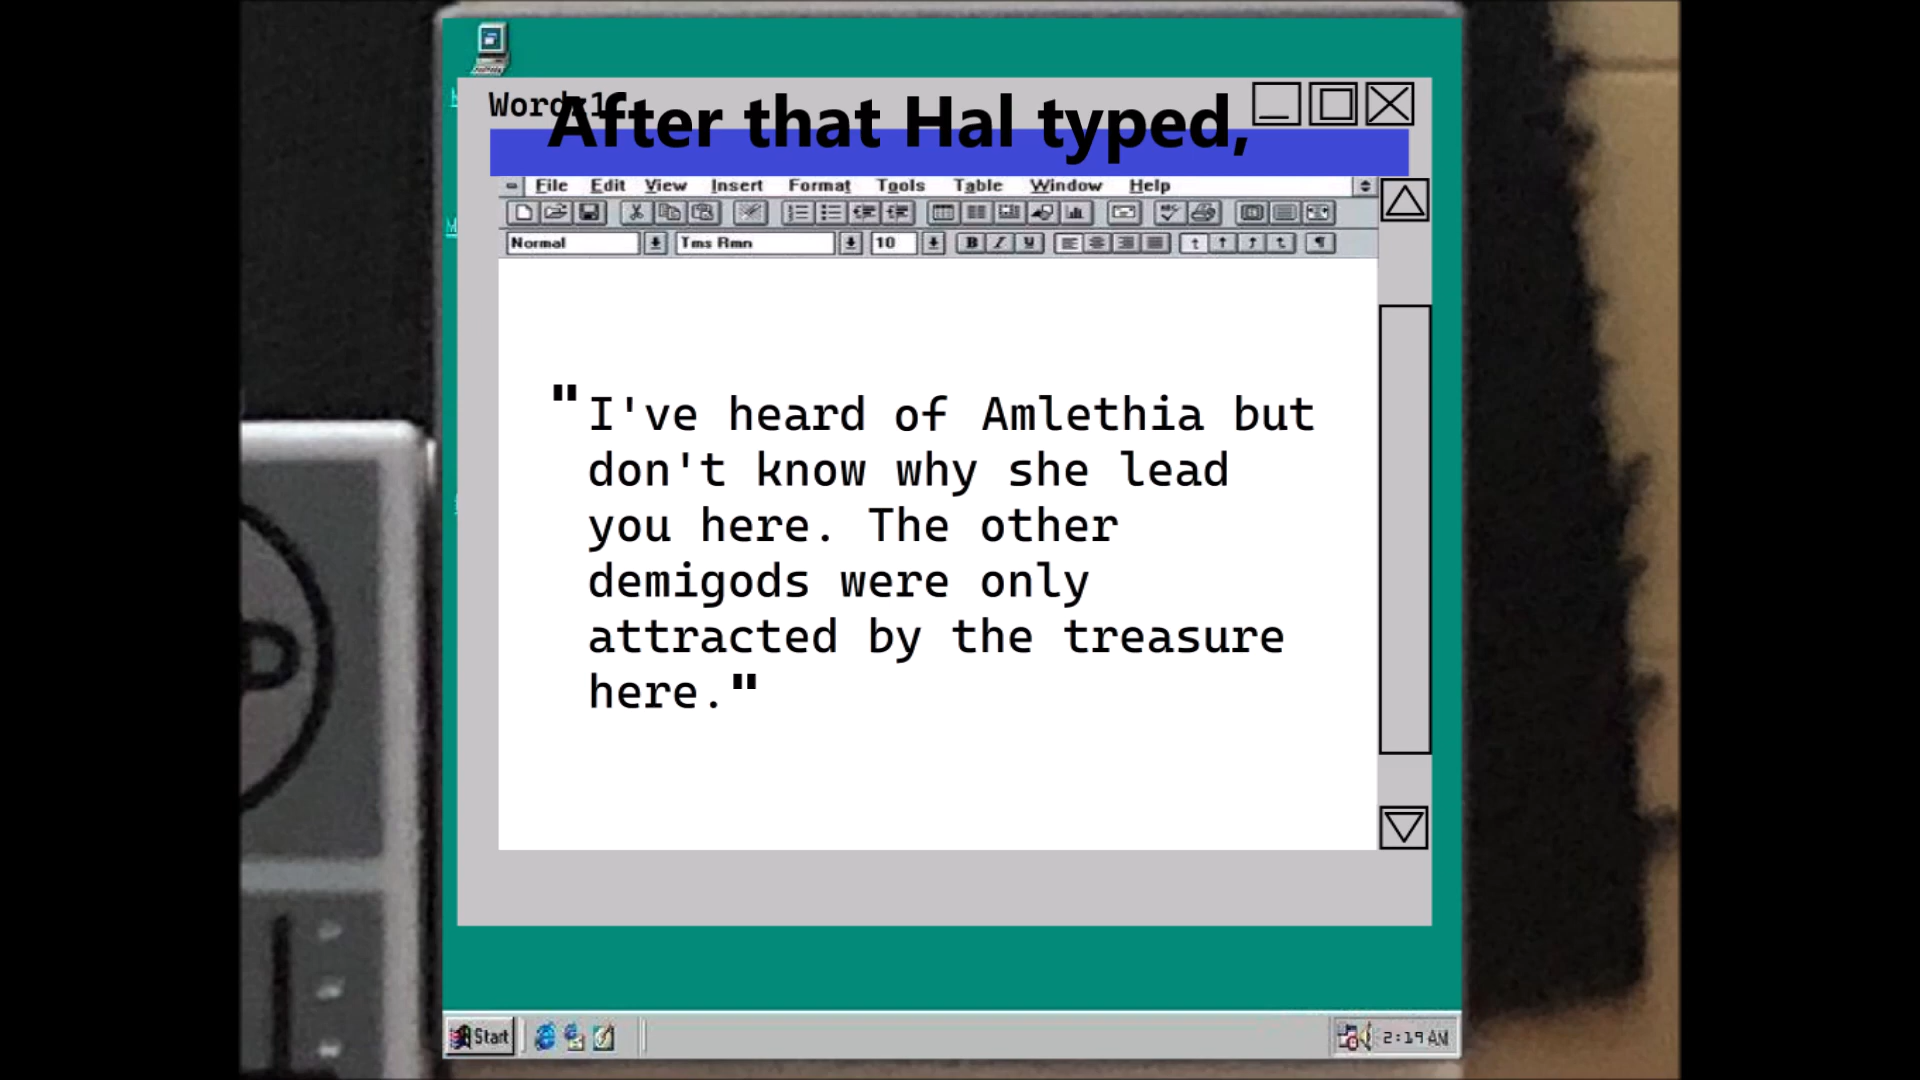 Word
After that Hal typed,
File Edit View Insert Format Tools Table Window Help
Normal Tms Rmn 10 B I U
"I've heard of Amlethia but
don't know why she lead
you here. The other
demigods were only
attracted by the treasure
here."
Start 2:19 AM